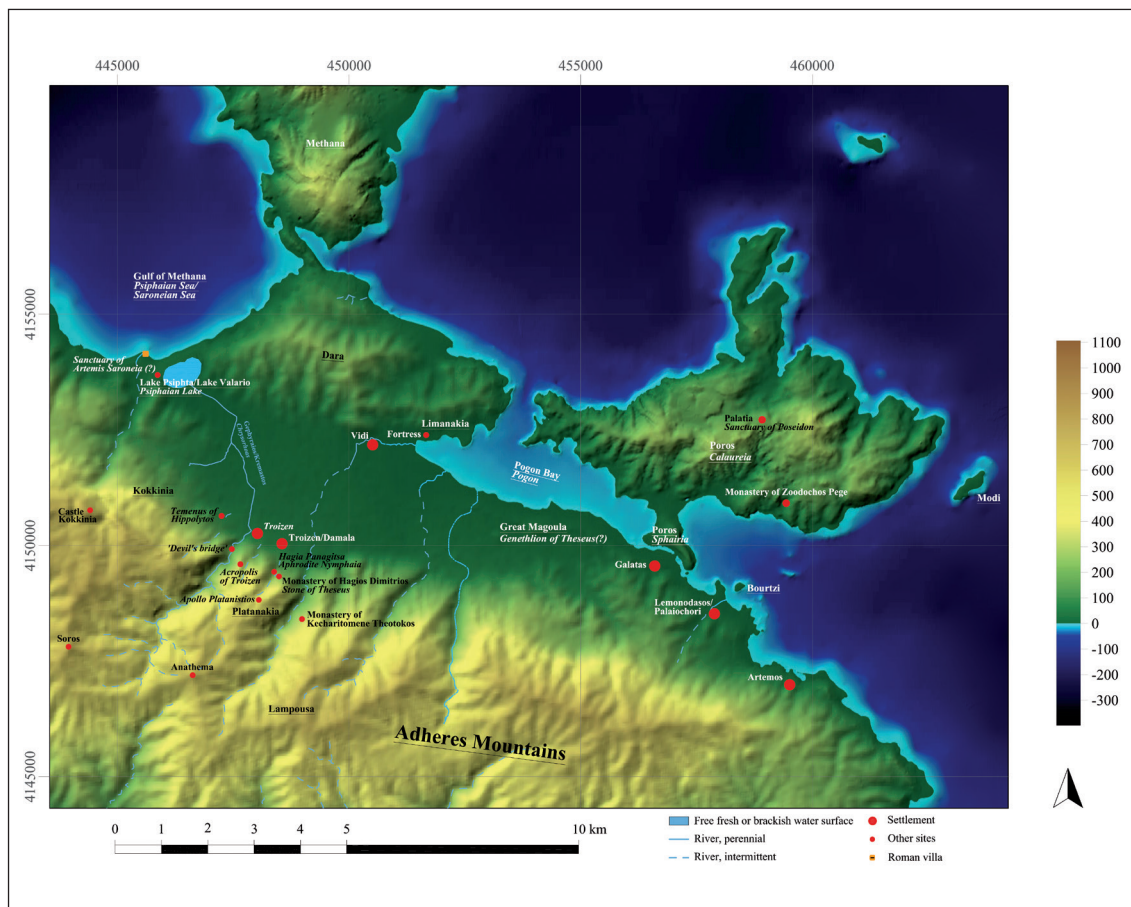 445000
450000
455000
460000
4155000
4150000
4145000
Methana
Gulf of Methana
Psiphaian Sea/
Saroneian Sea
Sanctuary of
Artemis Saroneia (?)
Lake Psiphta/Lake Valario
Psiphaian Lake
Dara
Limanakia
Fortress
Vidi
Pogon Bay
Pogon
Palatia
Sanctuary of Poseidon
Poros
Calaureia
Monastery of Zoodochos Pege
Modi
Kokkinia
Castle
Kokkinia
Temenus of
Hippolytos
Troizen
Troizen/Damala
'Devil's bridge'
Hagia Panagitsa
Aphrodite Nymphaia
Acropolis
of Troizen
Monastery of Hagios Dimitrios
Stone of Theseus
Apollo Platanistios
Platanakia
Monastery of
Kecharitomene Theotokos
Great Magoula
Genethlion of Theseus(?)
Poros
Sphairia
Galatas
Bourtzi
Lemonodasos/
Palaiochori
Artemos
Soros
Anathema
Lampousa
Adheres Mountains
1100
1000
900
800
700
600
500
400
300
200
100
0
-100
-200
-300
0 1 2 3 4 5 10 km
Free fresh or brackish water surface
River, perennial
River, intermittent
Settlement
Other sites
Roman villa